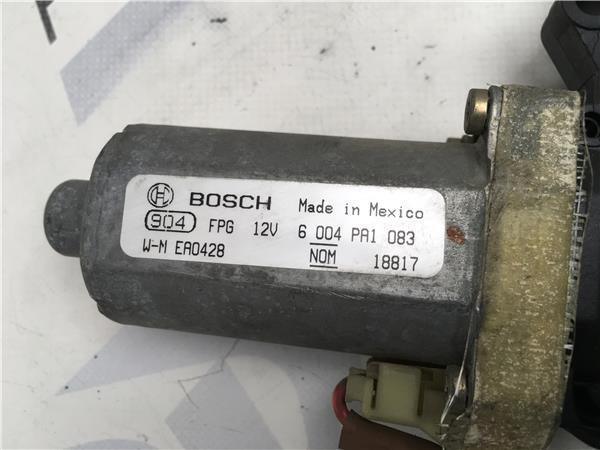 BOSCH Made in Mexico
904 FPG 12V 6 004 PA1 083
W-M EA0428 NOM 18817